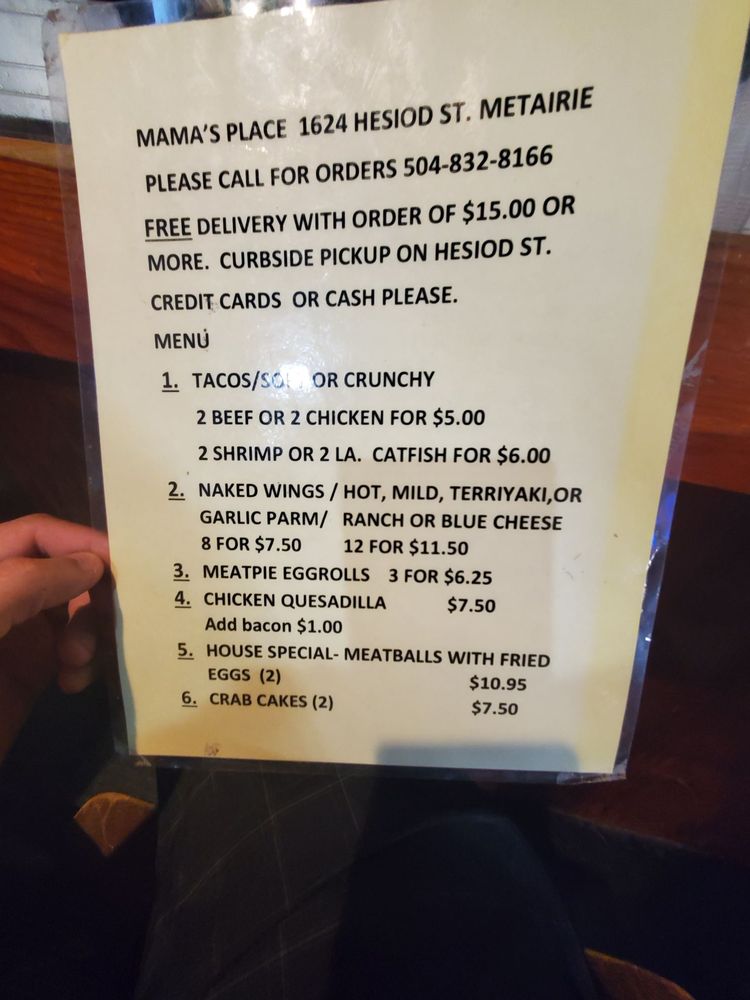 MAMA'S PLACE 1624 HESIOD ST. METAIRIE
PLEASE CALL FOR ORDERS 504-832-8166
FREE DELIVERY WITH ORDER OF $15.00 OR
MORE. CURBSIDE PICKUP ON HESIOD ST.
CREDIT CARDS OR CASH PLEASE.
MENU
1. TACOS/SOFT OR CRUNCHY
2 BEEF OR 2 CHICKEN FOR $5.00
2 SHRIMP OR 2 LA. CATFISH FOR $6.00
2. NAKED WINGS / HOT, MILD, TERRIYAKI,OR
GARLIC PARM/ RANCH OR BLUE CHEESE
8 FOR $7.50 12 FOR $11.50
3. MEATPIE EGGROLLS 3 FOR $6.25
4. CHICKEN QUESADILLA $7.50
Add bacon $1.00
5. HOUSE SPECIAL- MEATBALLS WITH FRIED
EGGS (2) $10.95
6. CRAB CAKES (2) $7.50